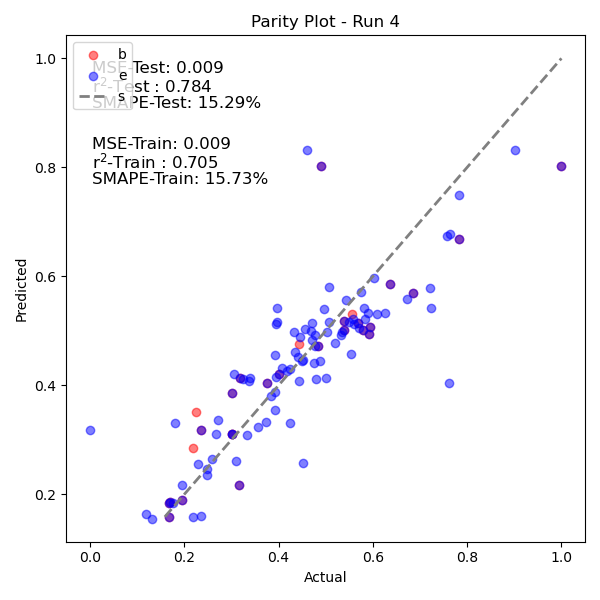 Parity Plot - Run 4
b
e
s
MSE-Test: 0.009
r²-Test : 0.784
SMAPE-Test: 15.29%
MSE-Train: 0.009
r²-Train : 0.705
SMAPE-Train: 15.73%
1.0
0.8
0.6
0.4
0.2
Predicted
0.0 0.2 0.4 0.6 0.8 1.0
Actual